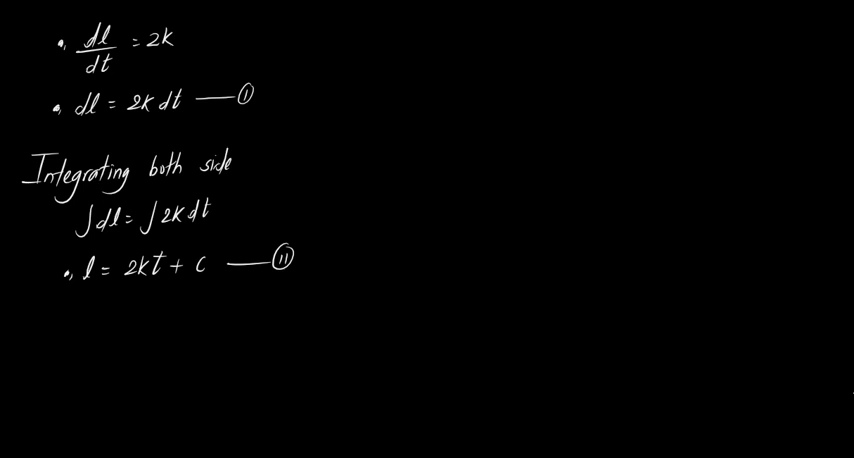 •, dl/dt = 2k
•, dl = 2k dt —— (I)
Integrating both side
∫dl = ∫2k dt
•, l = 2kt + c —— (II)